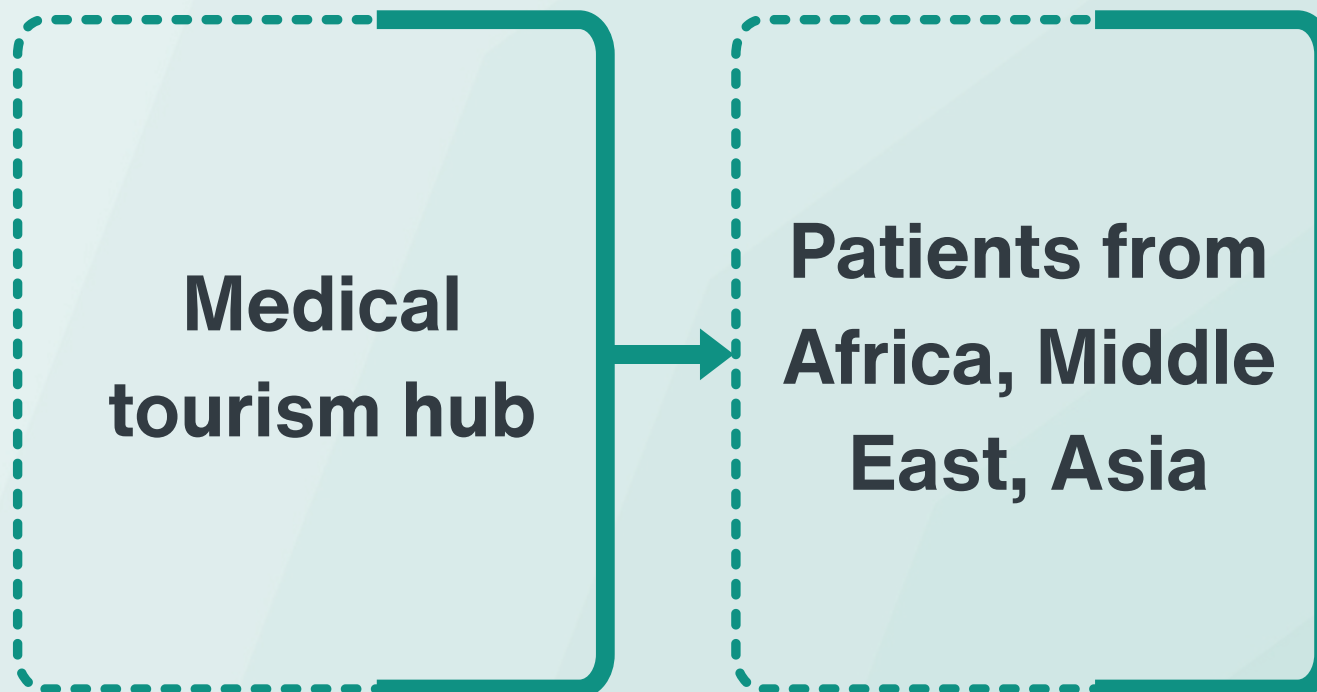 Medical
tourism hub
Patients from
Africa, Middle
East, Asia